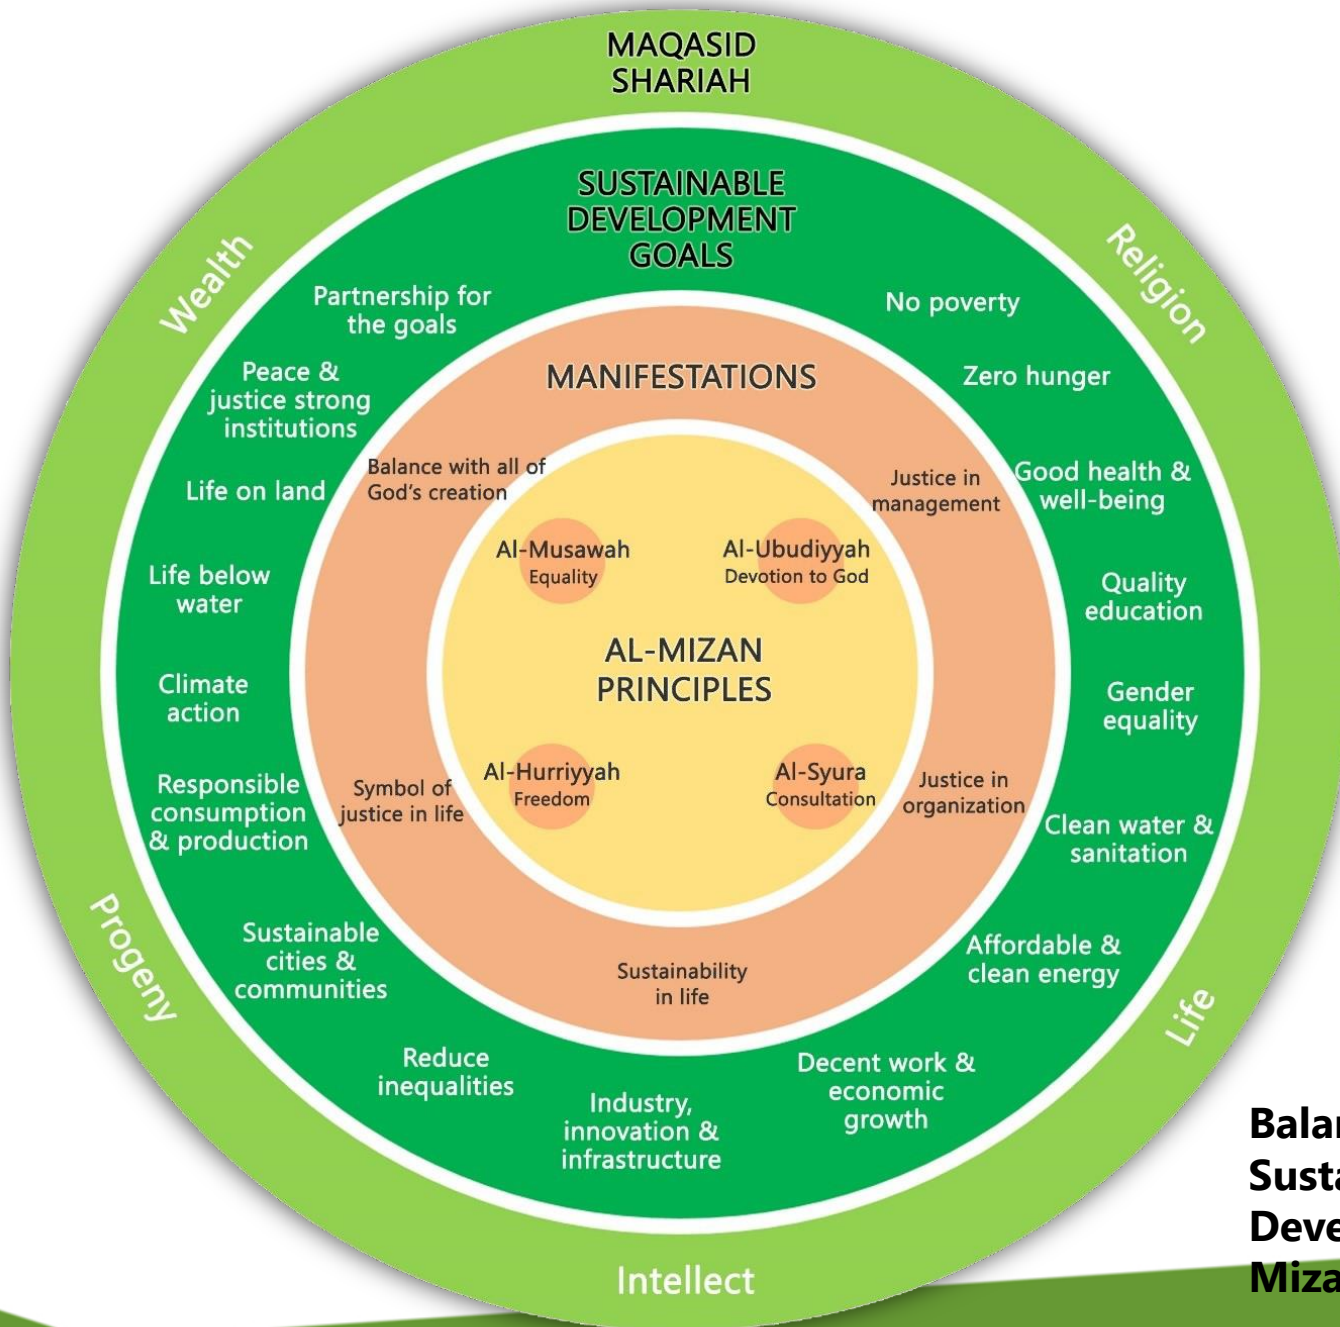 MAQASID
SHARIAH
Wealth
Religion
Life
Intellect
Progeny
SUSTAINABLE
DEVELOPMENT
GOALS
No poverty
Zero hunger
Good health &
well-being
Quality
education
Gender
equality
Clean water &
sanitation
Affordable &
clean energy
Decent work &
economic
growth
Industry,
innovation &
infrastructure
Reduce
inequalities
Sustainable
cities &
communities
Responsible
consumption
& production
Climate
action
Life below
water
Life on land
Peace &
justice strong
institutions
Partnership for
the goals
MANIFESTATIONS
Balance with all of
God's creation
Justice in
management
Justice in
organization
Sustainability
in life
Symbol of
justice in life
Al-Musawah
Equality
Al-Ubudiyyah
Devotion to God
AL-MIZAN
PRINCIPLES
Al-Hurriyyah
Freedom
Al-Syura
Consultation